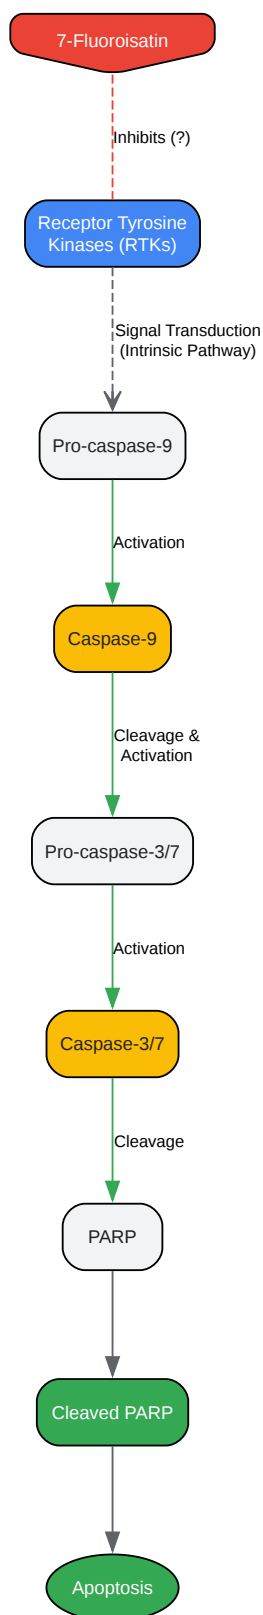 7-Fluoroisatin
Inhibits (?)
Receptor Tyrosine
Kinases (RTKs)
Signal Transduction
(Intrinsic Pathway)
Pro-caspase-9
Activation
Caspase-9
Cleavage &
Activation
Pro-caspase-3/7
Activation
Caspase-3/7
Cleavage
PARP
Cleaved PARP
Apoptosis